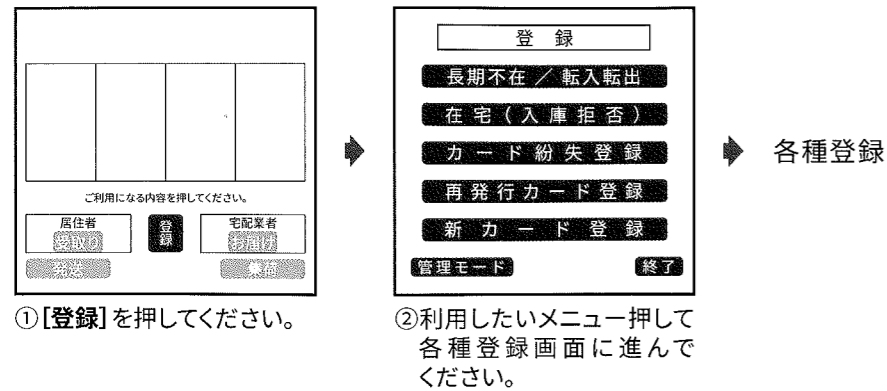 ご利用になる内容を押してください。
居住者
受取り
登録
宅配業者
お届け
発送
集荷
①[登録]を押してください。
登 録
長期不在 ／ 転入転出
在宅（入庫拒否）
カード紛失登録
再発行カード登録
新カード登録
管理モード
終了
②利用したいメニュー押して
各種登録画面に進んで
ください。
各種登録